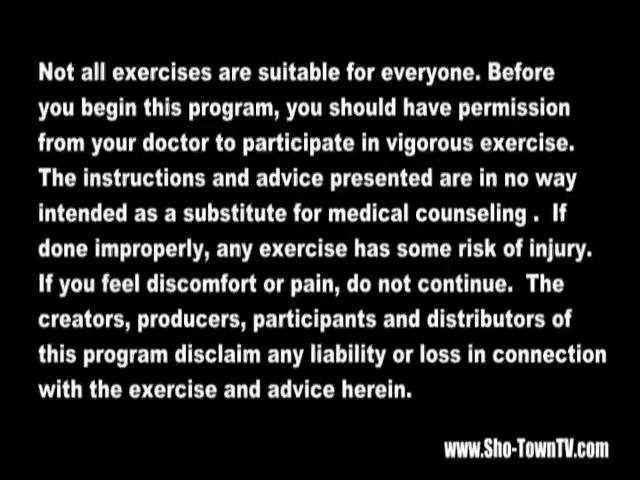 Not all exercises are suitable for everyone. Before
you begin this program, you should have permission
from your doctor to participate in vigorous exercise.
The instructions and advice presented are in no way
intended as a substitute for medical counseling .  If
done improperly, any exercise has some risk of injury.
If you feel discomfort or pain, do not continue.  The
creators, producers, participants and distributors of
this program disclaim any liability or loss in connection
with the exercise and advice herein.
www.Sho-TownTV.com